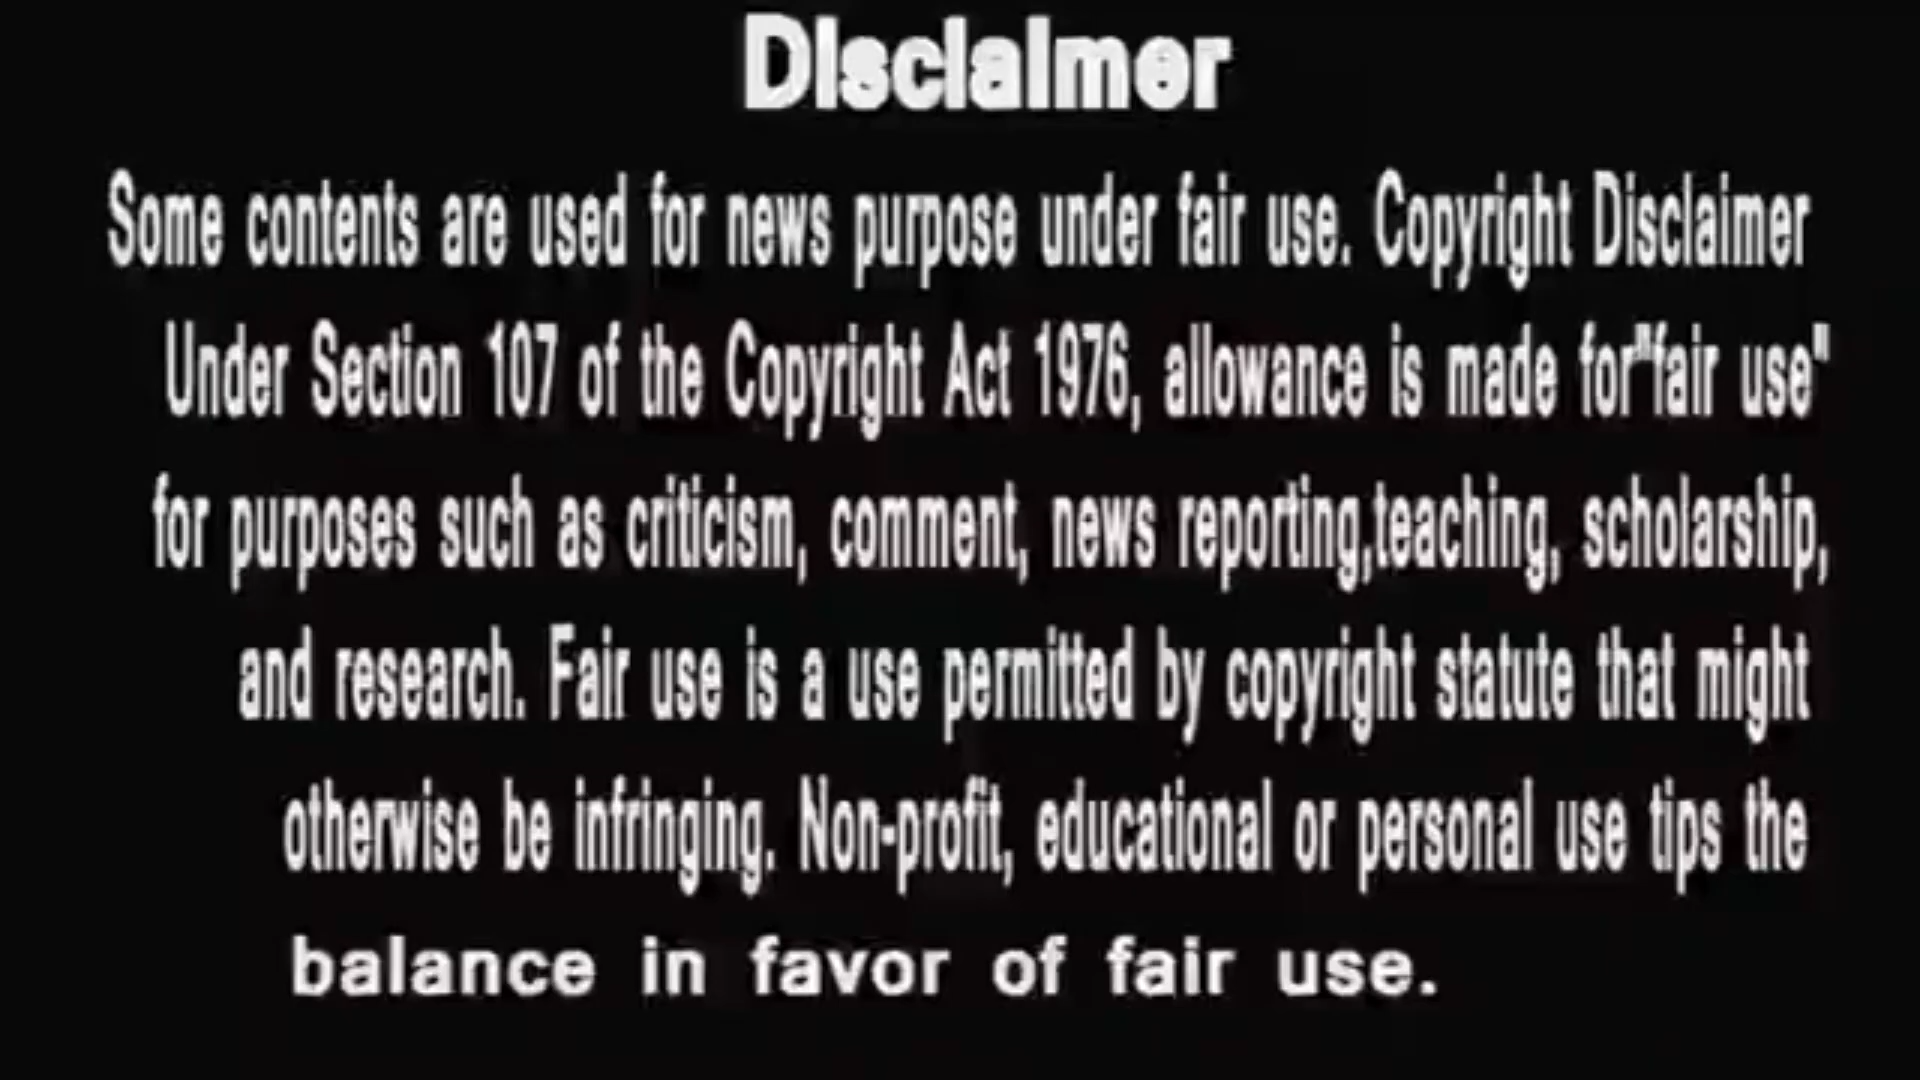 Disclaimer
Some contents are used for news purpose under fair use. Copyright Disclaimer
Under Section 107 of the Copyright Act 1976, allowance is made for"fair use"
for purposes such as criticism, comment, news reporting,teaching, scholarship,
and research. Fair use is a use permitted by copyright statute that might
otherwise be infringing. Non-profit, educational or personal use tips the
balance in favor of fair use.